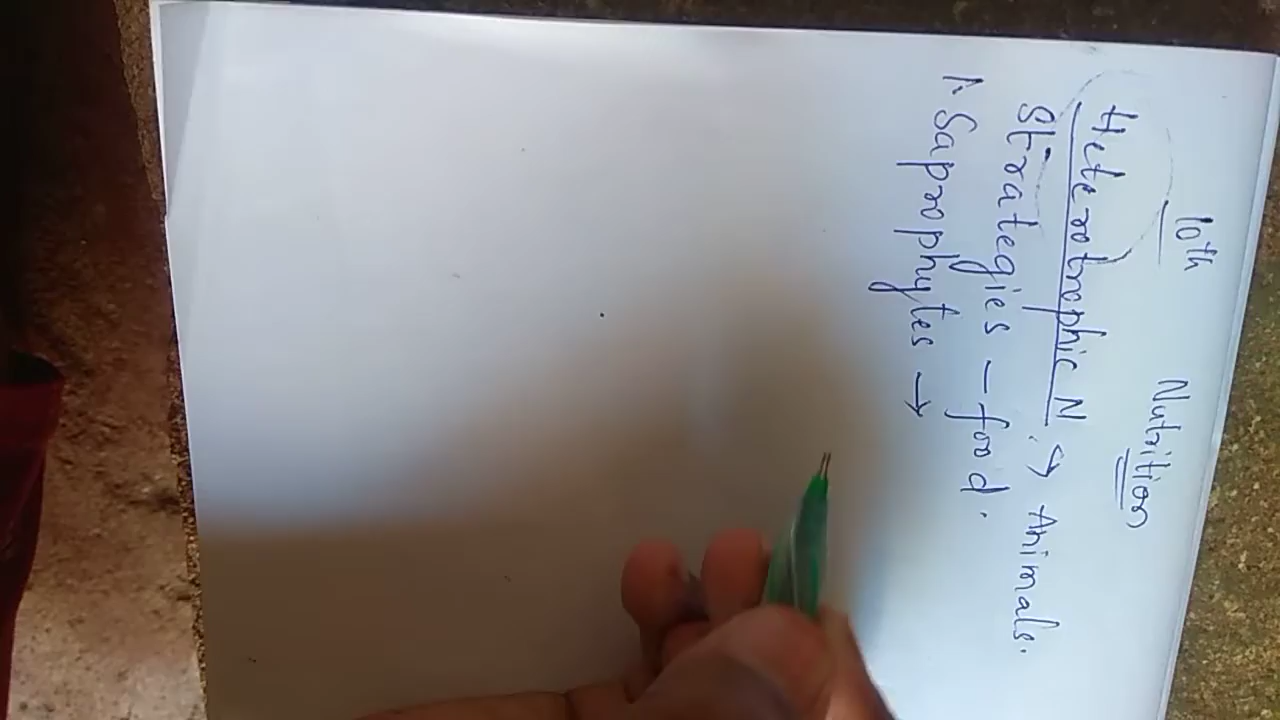 10th Nutrition
Heterotrophic N. → Animals.
Strategies - food.
1. Saprophytes →